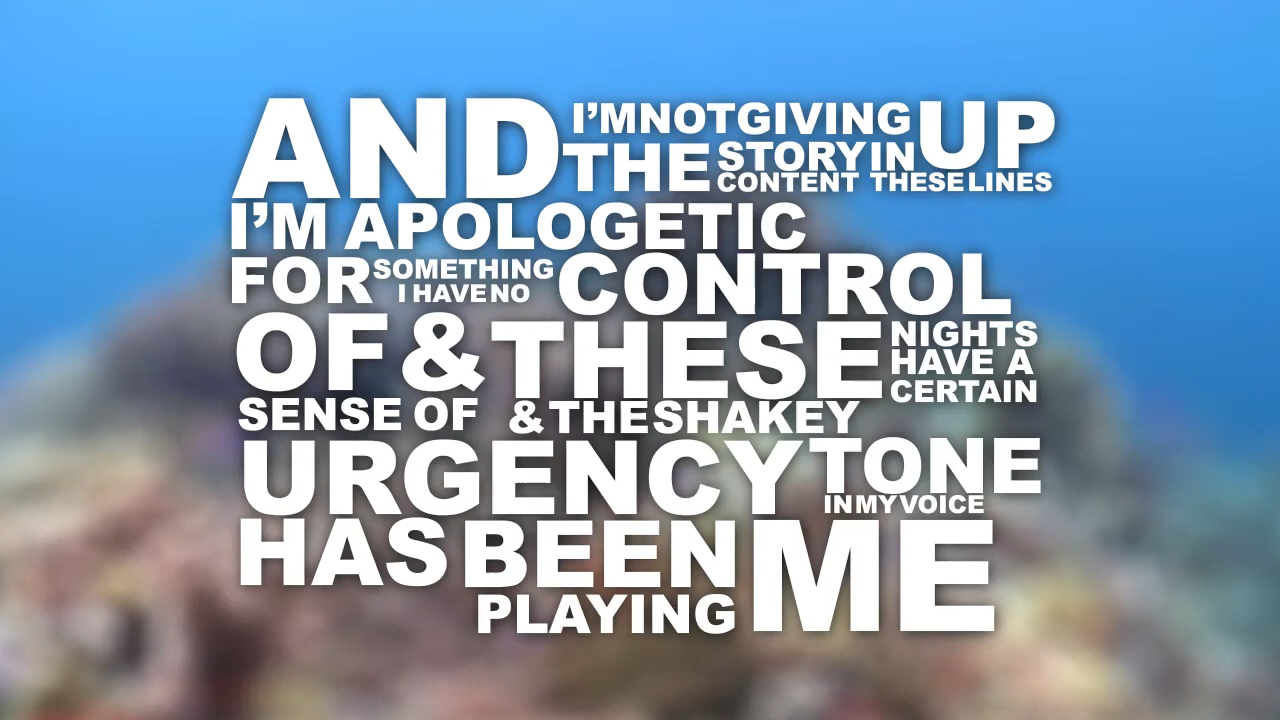 AND I'M NOT GIVING UP
THE STORY IN
CONTENT THESE LINES
I'M APOLOGETIC
FOR SOMETHING
I HAVE NO CONTROL
OF & THESE NIGHTS
HAVE A
CERTAIN
SENSE OF & THE SHAKEY
URGENCY TONE
IN MY VOICE
HAS BEEN
PLAYING ME